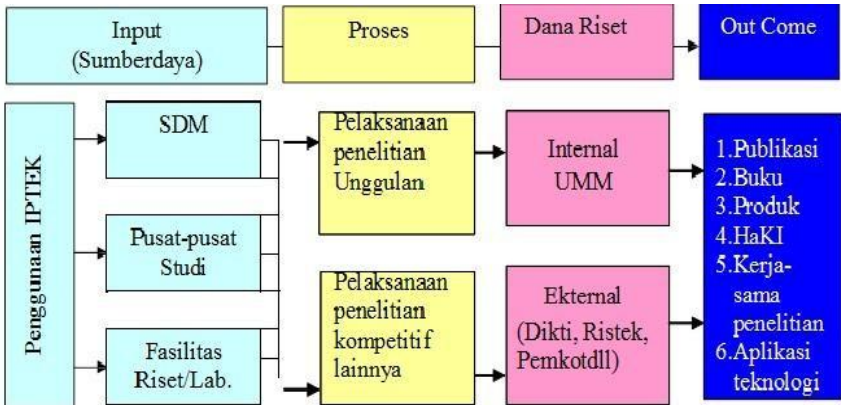 Input
(Sumberdaya)
Proses
Dana Riset
Out Come
Penggunaan IPTEK
SDM
Pusat-pusat
Studi
Fasilitas
Riset/Lab.
Pelaksanaan
penelitian
Unggulan
Pelaksanaan
penelitian
kompetitif
lainnya
Internal
UMM
Ekternal
(Dikti, Ristek,
Pemkotdll)
1.Publikasi
2.Buku
3.Produk
4.HaKI
5.Kerja-
sama
penelitian
6.Aplikasi
teknologi